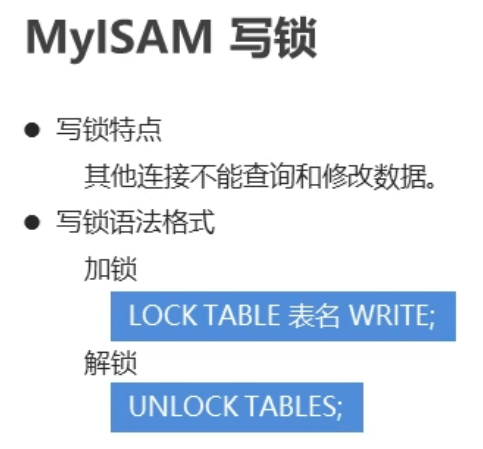 MyISAM 写锁
● 写锁特点
其他连接不能查询和修改数据。
● 写锁语法格式
加锁
LOCK TABLE 表名 WRITE;
解锁
UNLOCK TABLES;